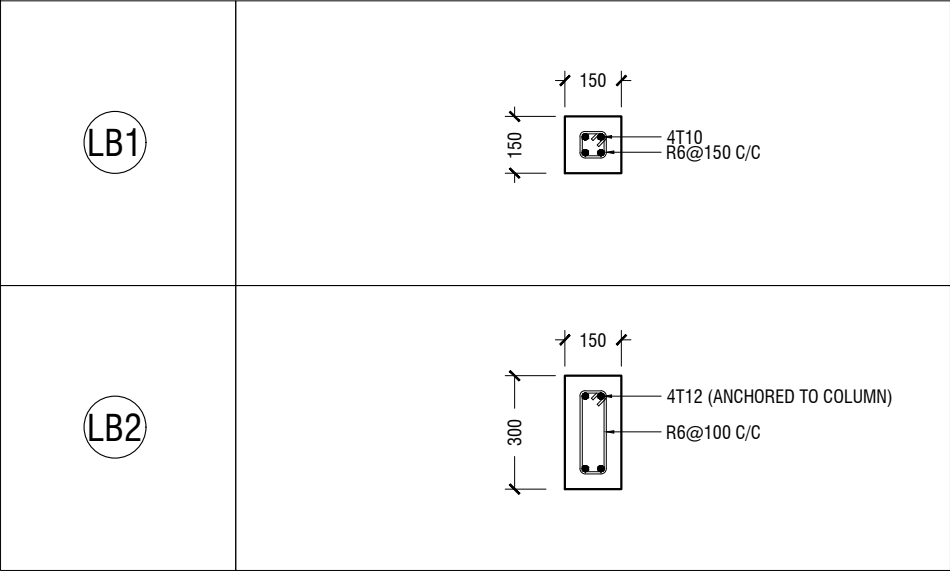 150
LB1
150
4T10
R6@150 C/C
150
LB2
300
4T12 (ANCHORED TO COLUMN)
R6@100 C/C